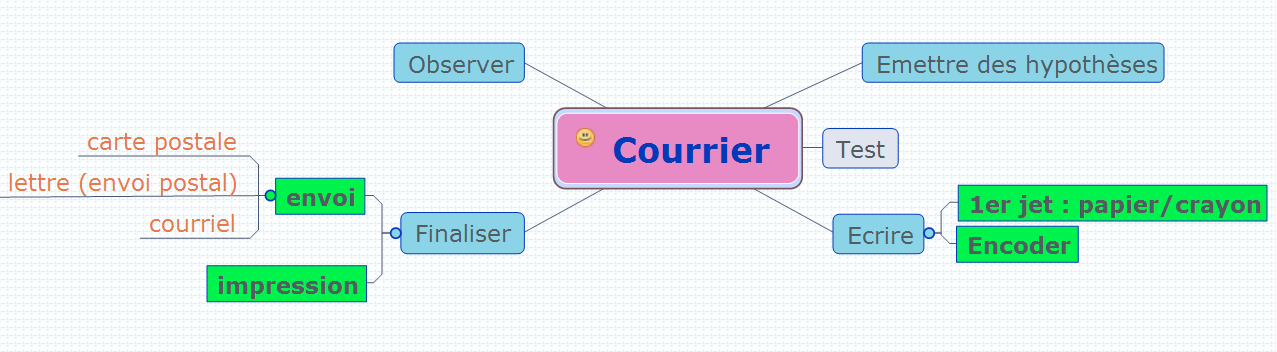 Observer
Emettre des hypothèses
Courrier
carte postale
Test
lettre (envoi postal)
envoi
1er jet : papier/crayon
courriel
Finaliser
Ecrire
Encoder
impression